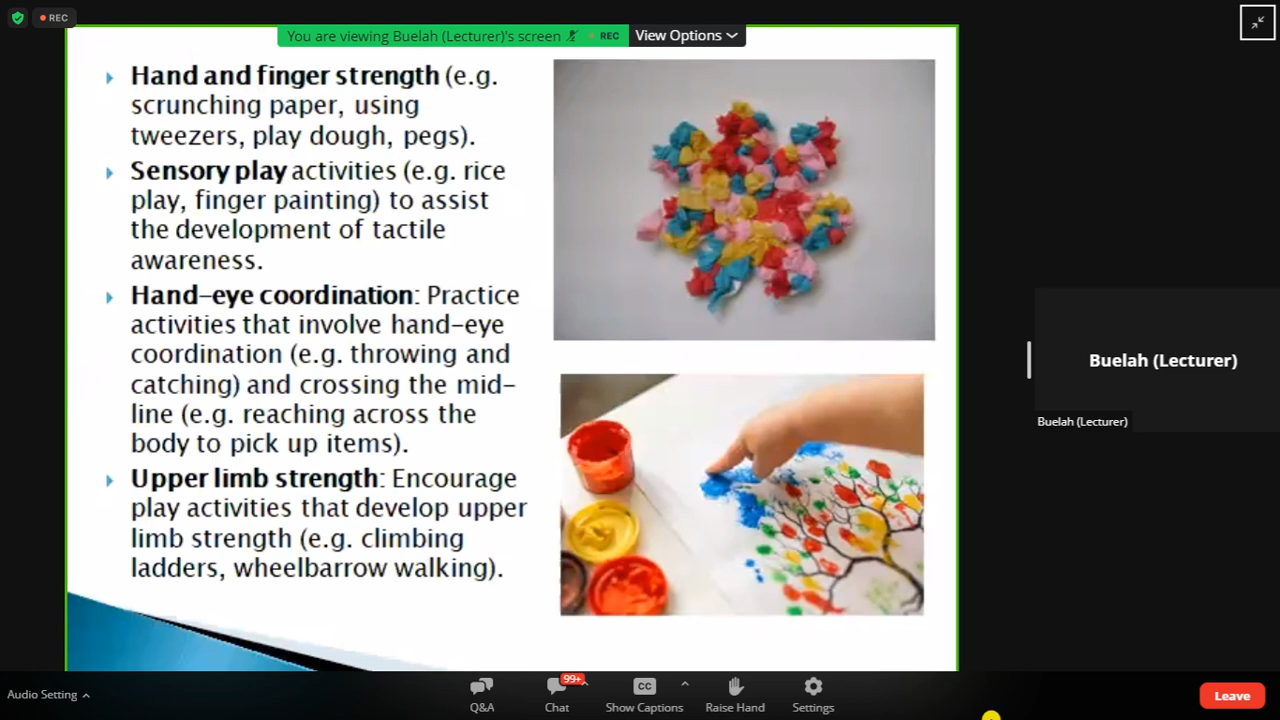 REC
You are viewing Buelah (Lecturer)'s screen REC View Options
Hand and finger strength (e.g.
scrunching paper, using
tweezers, play dough, pegs).
Sensory play activities (e.g. rice
play, finger painting) to assist
the development of tactile
awareness.
Hand-eye coordination: Practice
activities that involve hand-eye
coordination (e.g. throwing and
catching) and crossing the mid-
line (e.g. reaching across the
body to pick up items).
Upper limb strength: Encourage
play activities that develop upper
limb strength (e.g. climbing
ladders, wheelbarrow walking).
Buelah (Lecturer)
Buelah (Lecturer)
Audio Setting
Q&A
99+
Chat
CC
Show Captions
Raise Hand
Settings
Leave